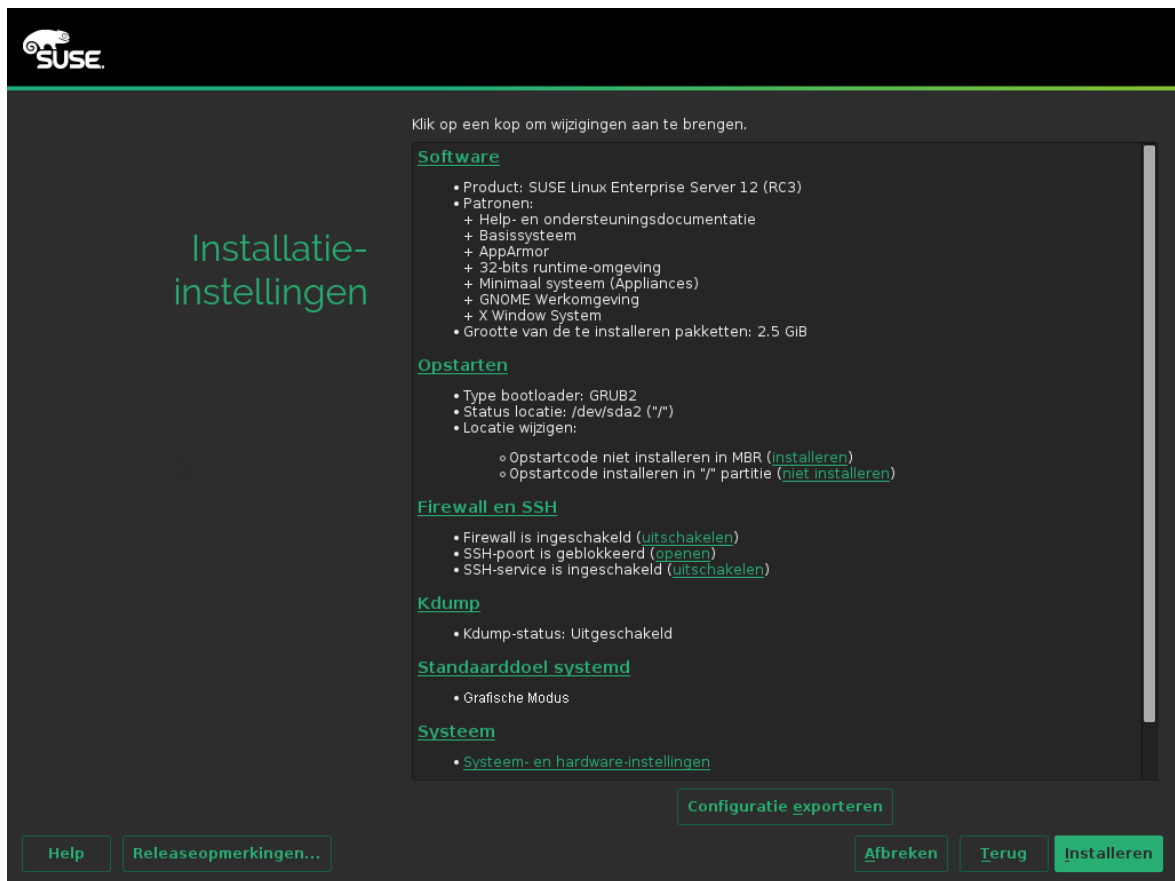 SUSE.
Klik op een kop om wijzigingen aan te brengen.
Installatie-
instellingen
Software
• Product: SUSE Linux Enterprise Server 12 (RC3)
• Patronen:
+ Help- en ondersteuningsdocumentatie
+ Basissysteem
+ AppArmor
+ 32-bits runtime-omgeving
+ Minimaal systeem (Appliances)
+ GNOME Werkomgeving
+ X Window System
• Grootte van de te installeren pakketten: 2.5 GiB
Opstarten
• Type bootloader: GRUB2
• Status locatie: /dev/sda2 ("/")
• Locatie wijzigen:
◦ Opstartcode niet installeren in MBR (installeren)
◦ Opstartcode installeren in "/" partitie (niet installeren)
Firewall en SSH
• Firewall is ingeschakeld (uitschakelen)
• SSH-poort is geblokkeerd (openen)
• SSH-service is ingeschakeld (uitschakelen)
Kdump
• Kdump-status: Uitgeschakeld
Standaarddoel systemd
• Grafische Modus
Systeem
• Systeem- en hardware-instellingen
Configuratie exporteren
Help
Releaseopmerkingen...
Afbreken
Terug
Installeren